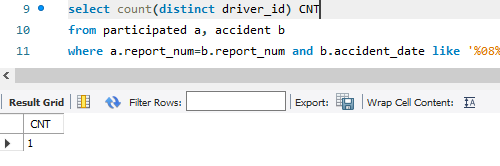 9 select count(distinct driver_id) CNT
10 from participated a, accident b
11 where a.report_num=b.report_num and b.accident_date like '%08%
Result Grid Filter Rows: Export: Wrap Cell Content: IA
CNT
1